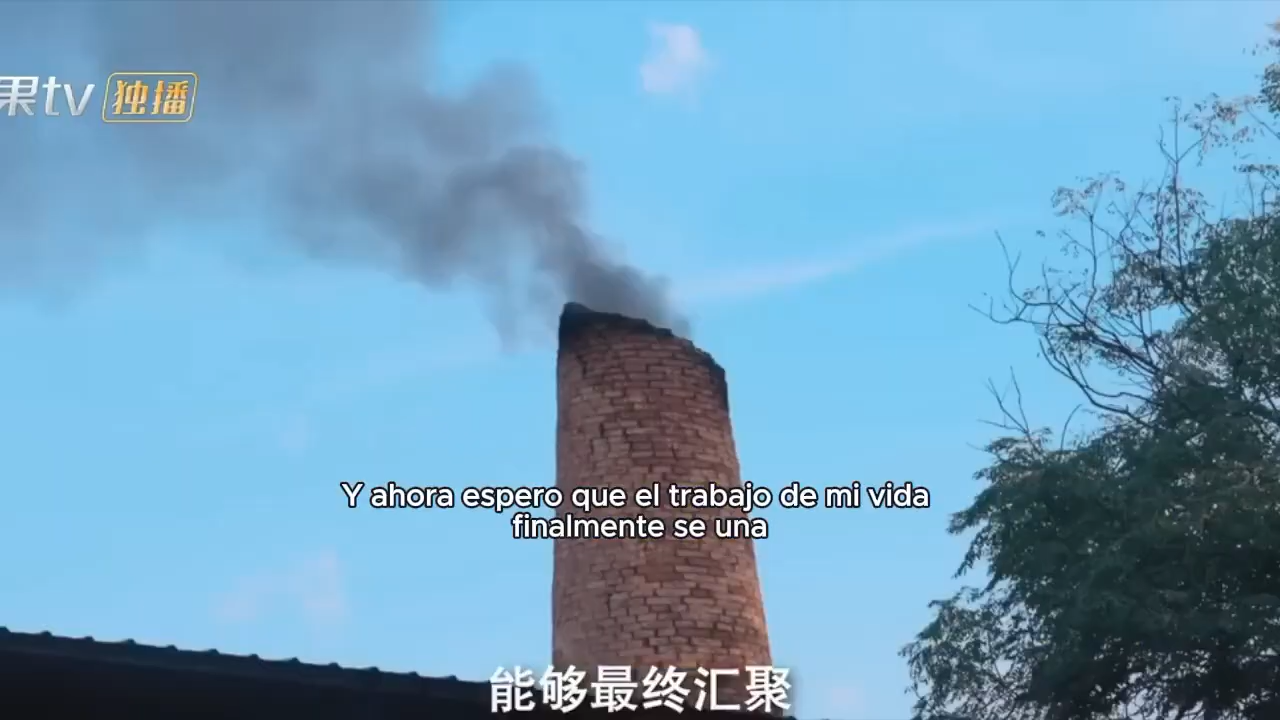 果tv 独播
Y ahora espero que el trabajo de mi vida
finalmente se una
能够最终汇聚